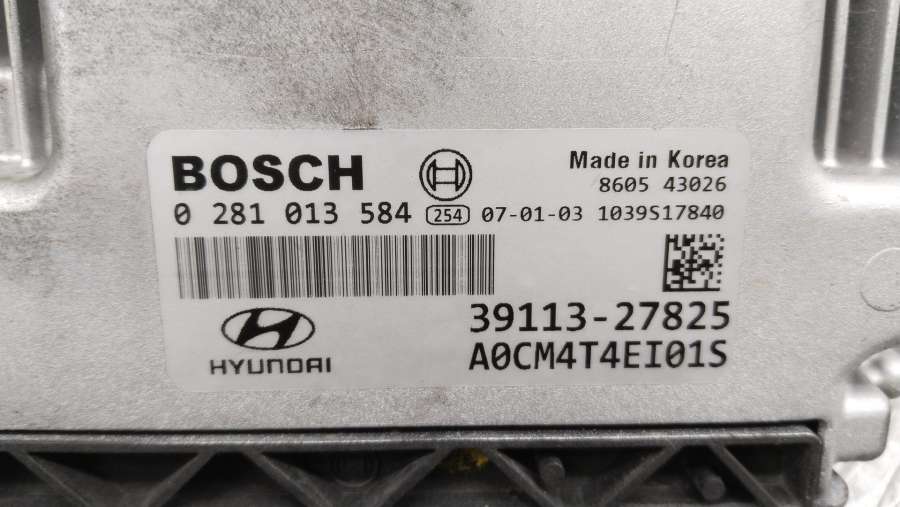 BOSCH
Made in Korea
8605 43026
0 281 013 584 254 07-01-03 1039S17840
39113-27825
HYUNDAI
A0CM4T4EI01S